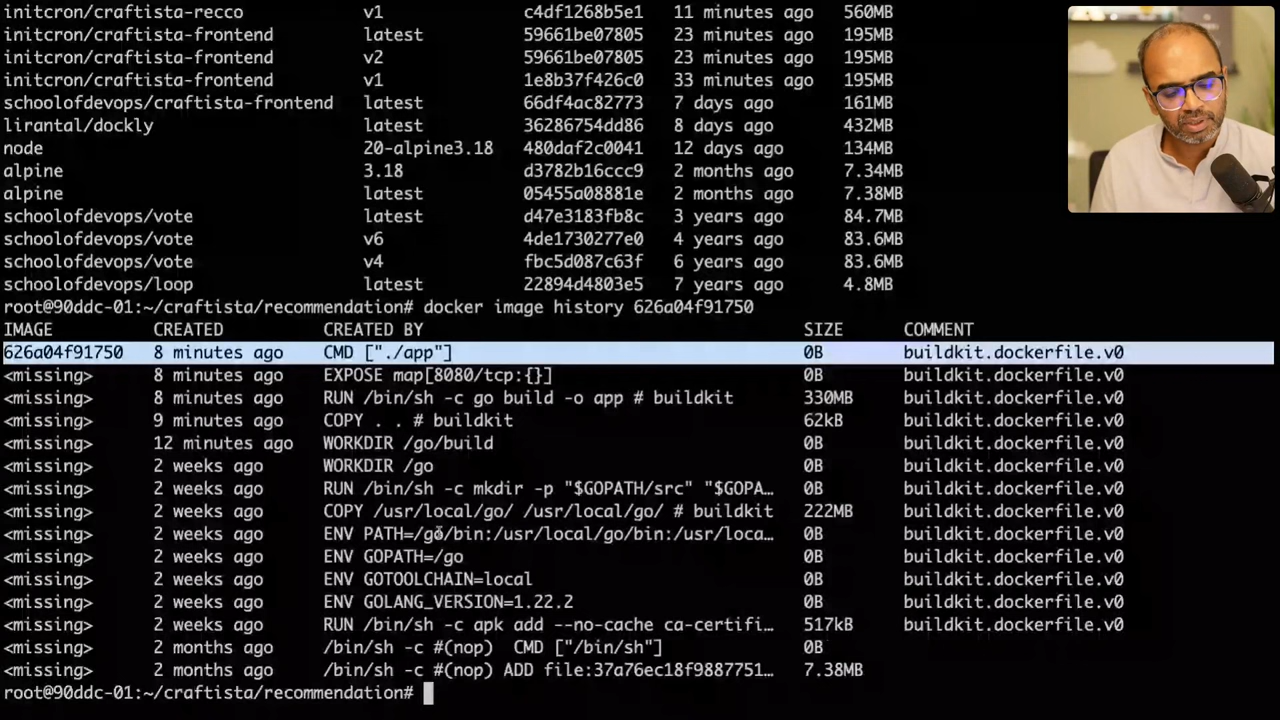 initcron/craftista-recco v1 c4df1268b5e1 11 minutes ago 560MB
initcron/craftista-frontend latest 59661be07805 23 minutes ago 195MB
initcron/craftista-frontend v2 59661be07805 23 minutes ago 195MB
initcron/craftista-frontend v1 1e8b37f426c0 33 minutes ago 195MB
schoolofdevops/craftista-frontend latest 66df4ac82773 7 days ago 161MB
lirantal/dockly latest 36286754dd86 8 days ago 432MB
node 20-alpine3.18 480daf2c0041 12 days ago 134MB
alpine 3.18 d3782b16ccc9 2 months ago 7.34MB
alpine latest 05455a08881e 2 months ago 7.38MB
schoolofdevops/vote latest d47e3183fb8c 3 years ago 84.7MB
schoolofdevops/vote v6 4de1730277e0 4 years ago 83.6MB
schoolofdevops/vote v4 fbc5d087c63f 6 years ago 83.6MB
schoolofdevops/loop latest 22894d4803e5 7 years ago 4.8MB
root@90ddc-01:~/craftista/recommendation# docker image history 626a04f91750
IMAGE CREATED CREATED BY SIZE COMMENT
626a04f91750 8 minutes ago CMD ["./app"] 0B buildkit.dockerfile.v0
<missing> 8 minutes ago EXPOSE map[8080/tcp:{}] 0B buildkit.dockerfile.v0
<missing> 8 minutes ago RUN /bin/sh -c go build -o app # buildkit 330MB buildkit.dockerfile.v0
<missing> 9 minutes ago COPY . . # buildkit 62kB buildkit.dockerfile.v0
<missing> 12 minutes ago WORKDIR /go/build 0B buildkit.dockerfile.v0
<missing> 2 weeks ago WORKDIR /go 0B buildkit.dockerfile.v0
<missing> 2 weeks ago RUN /bin/sh -c mkdir -p "$GOPATH/src" "$GOPA… 0B buildkit.dockerfile.v0
<missing> 2 weeks ago COPY /usr/local/go/ /usr/local/go/ # buildkit 222MB buildkit.dockerfile.v0
<missing> 2 weeks ago ENV PATH=/go/bin:/usr/local/go/bin:/usr/loca… 0B buildkit.dockerfile.v0
<missing> 2 weeks ago ENV GOPATH=/go 0B buildkit.dockerfile.v0
<missing> 2 weeks ago ENV GOTOOLCHAIN=local 0B buildkit.dockerfile.v0
<missing> 2 weeks ago ENV GOLANG_VERSION=1.22.2 0B buildkit.dockerfile.v0
<missing> 2 weeks ago RUN /bin/sh -c apk add --no-cache ca-certifi… 517kB buildkit.dockerfile.v0
<missing> 2 months ago /bin/sh -c #(nop) CMD ["/bin/sh"] 0B
<missing> 2 months ago /bin/sh -c #(nop) ADD file:37a76ec18f9887751… 7.38MB
root@90ddc-01:~/craftista/recommendation#